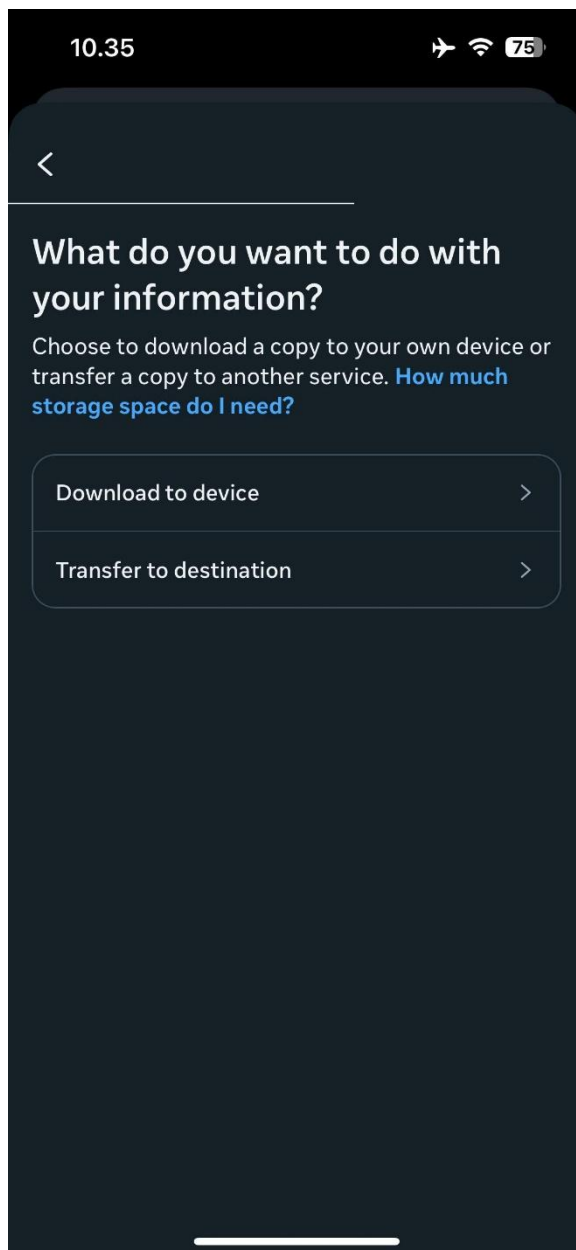 10.35
75
What do you want to do with
your information?
Choose to download a copy to your own device or
transfer a copy to another service. How much
storage space do I need?
Download to device
Transfer to destination